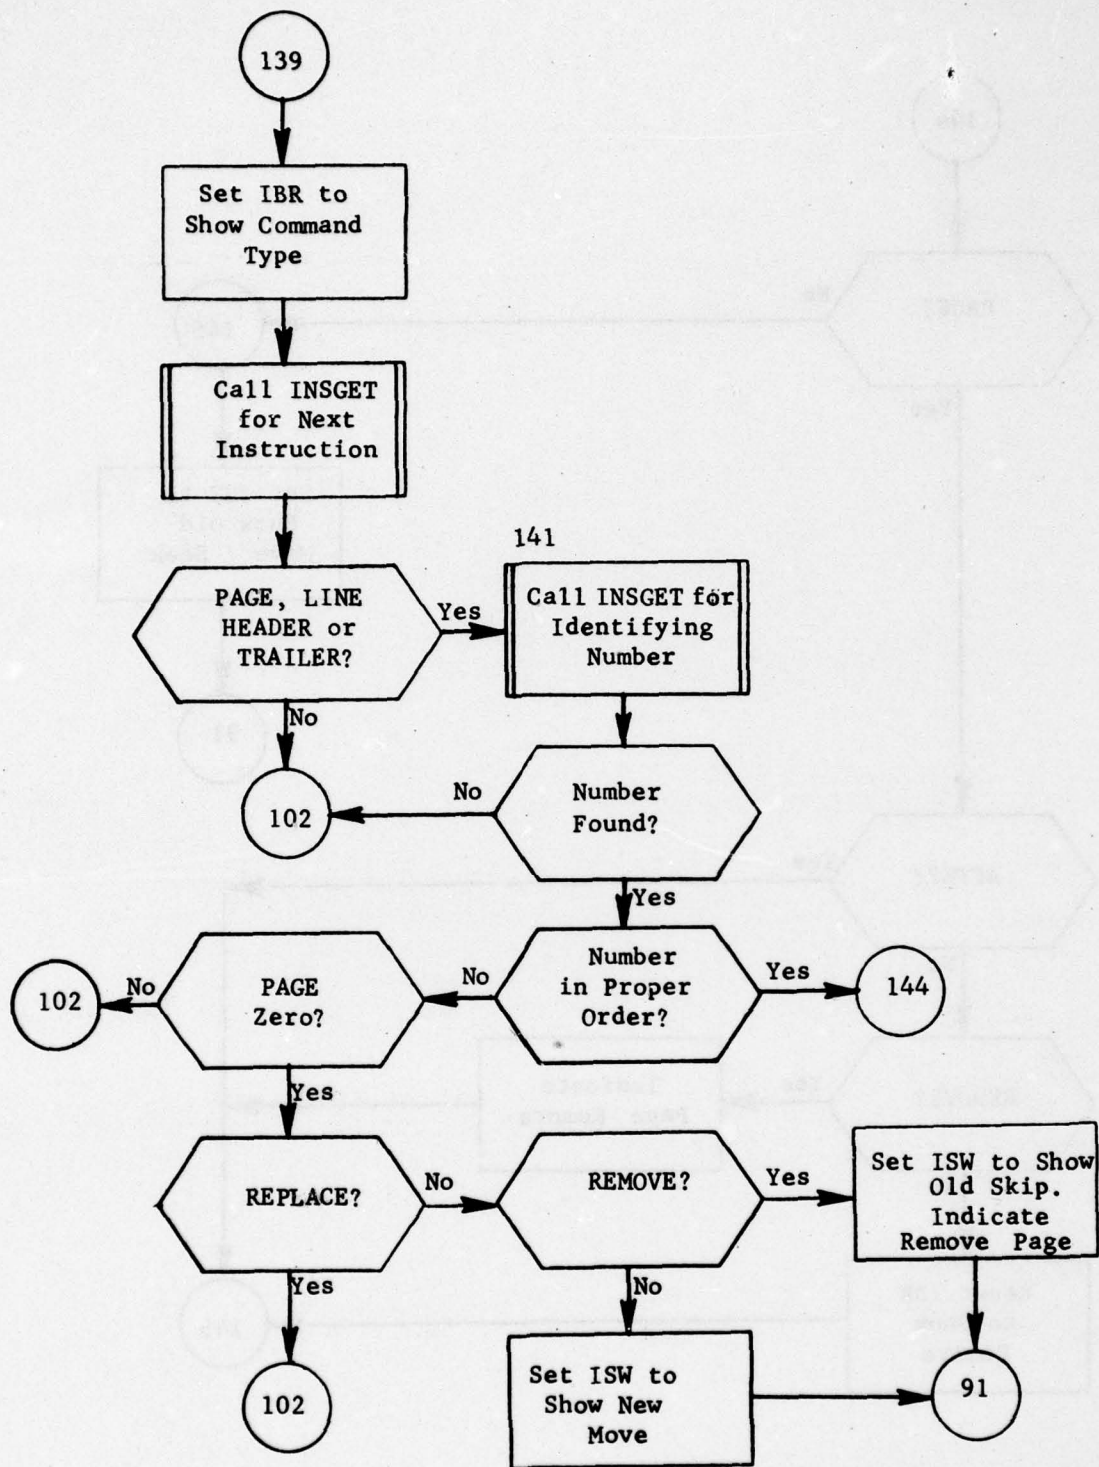 139
Set IBR to
Show Command
Type
Call INSGET
for Next
Instruction
141
PAGE, LINE
HEADER or
TRAILER?
Yes
Call INSGET for
Identifying
Number
No
102
No
Number
Found?
Yes
102
No
PAGE
Zero?
No
Number
in Proper
Order?
Yes
144
Yes
REPLACE?
No
REMOVE?
Yes
Set ISW to Show
Old Skip.
Indicate
Remove Page
Yes
No
102
Set ISW to
Show New
Move
91